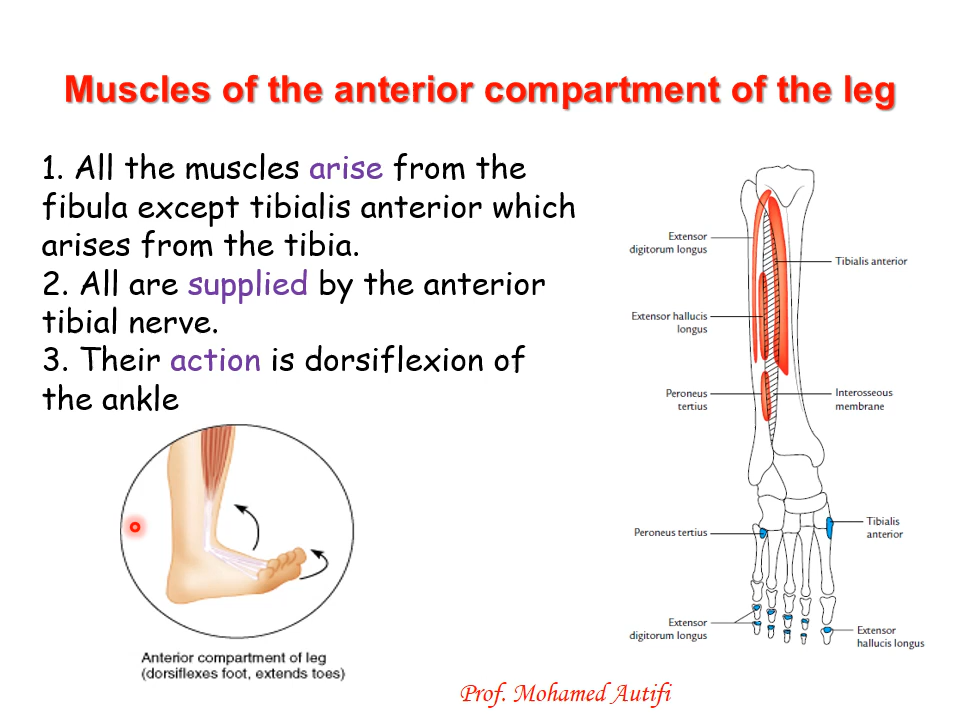 Muscles of the anterior compartment of the leg
1. All the muscles arise from the
fibula except tibialis anterior which
arises from the tibia.
2. All are supplied by the anterior
tibial nerve.
3. Their action is dorsiflexion of
the ankle
Anterior compartment of leg
(dorsiflexes foot, extends toes)
Extensor
digitorum longus
Tibialis anterior
Extensor hallucis
longus
Peroneus
tertius
Interosseous
membrane
Peroneus tertius
Tibialis
anterior
Extensor
digitorum longus
Extensor
hallucis longus
Prof. Mohamed Autifi